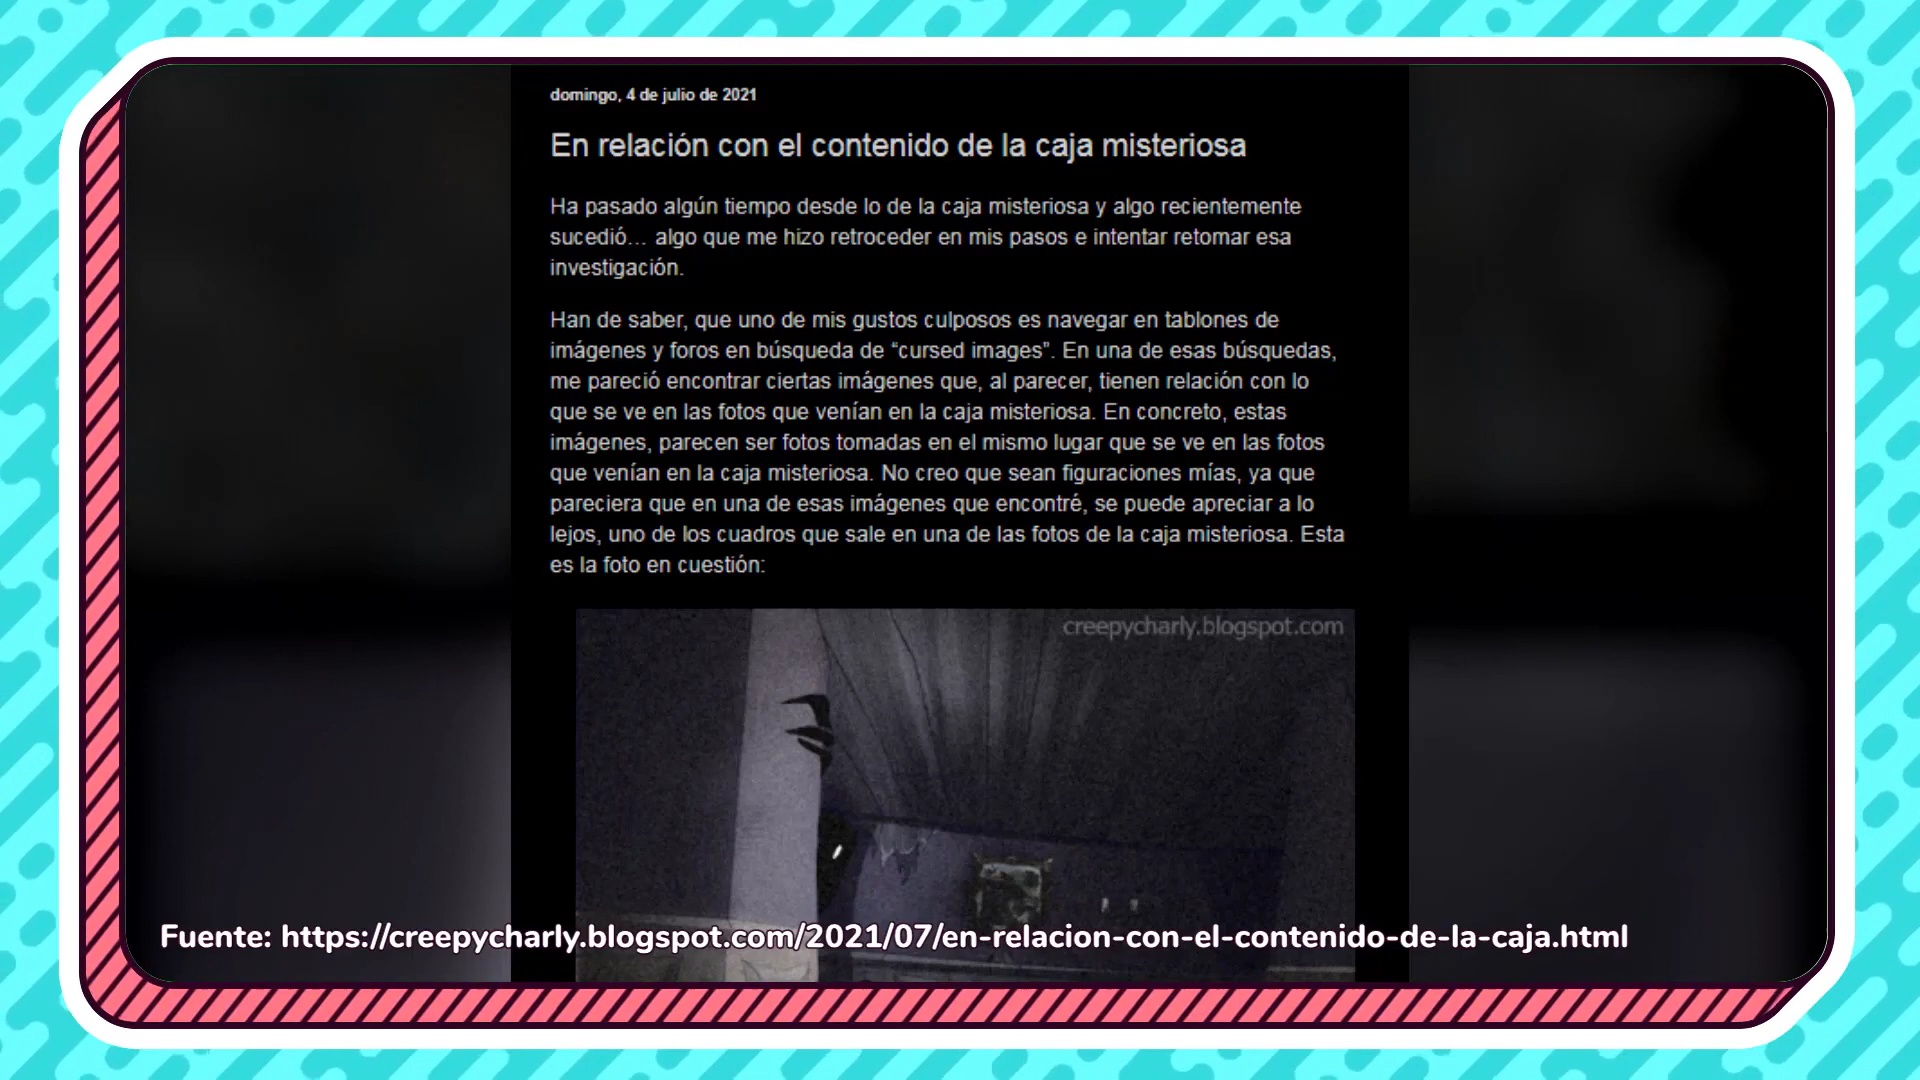 domingo, 4 de julio de 2021
En relación con el contenido de la caja misteriosa
Ha pasado algún tiempo desde lo de la caja misteriosa y algo recientemente
sucedió... algo que me hizo retroceder en mis pasos e intentar retomar esa
investigación.
Han de saber, que uno de mis gustos culposos es navegar en tablones de
imágenes y foros en búsqueda de “cursed images”. En una de esas búsquedas,
me pareció encontrar ciertas imágenes que, al parecer, tienen relación con lo
que se ve en las fotos que venían en la caja misteriosa. En concreto, estas
imágenes, parecen ser fotos tomadas en el mismo lugar que se ve en las fotos
que venían en la caja misteriosa. No creo que sean figuraciones mías, ya que
pareciera que en una de esas imágenes que encontré, se puede apreciar a lo
lejos, uno de los cuadros que sale en una de las fotos de la caja misteriosa. Esta
es la foto en cuestión:
creepycharly.blogspot.com
Fuente: https://creepycharly.blogspot.com/2021/07/en-relacion-con-el-contenido-de-la-caja.html